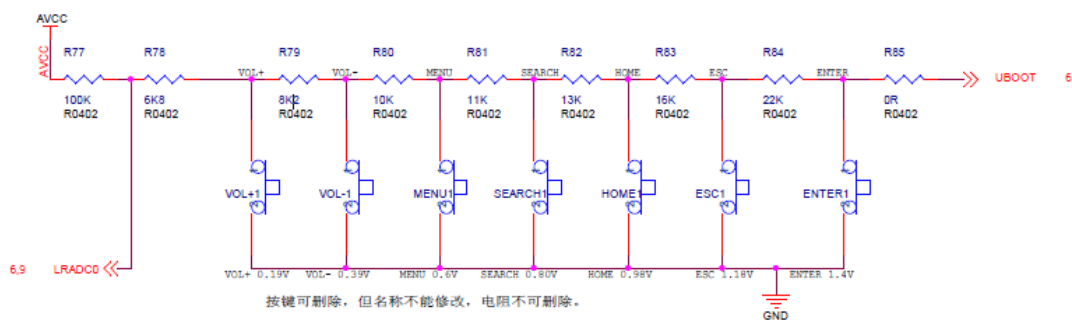 AVCC
AVCC
R77 R78 R79 R80 R81 R82 R83 R84 R85
VOL+ VOL- MENU SEARCH HOME ESC ENTER
UBOOT 6
100K 6K8 8K2 10K 11K 13K 16K 22K 0R
R0402 R0402 R0402 R0402 R0402 R0402 R0402 R0402 R0402
VOL+1 VOL-1 MENU1 SEARCH1 HOME1 ESC1 ENTER1
6,9 LRADC0
VOL+ 0.19V VOL- 0.39V MENU 0.6V SEARCH 0.80V HOME 0.98V ESC 1.18V ENTER 1.4V
按键可删除，但名称不能修改，电阻不可删除。
GND